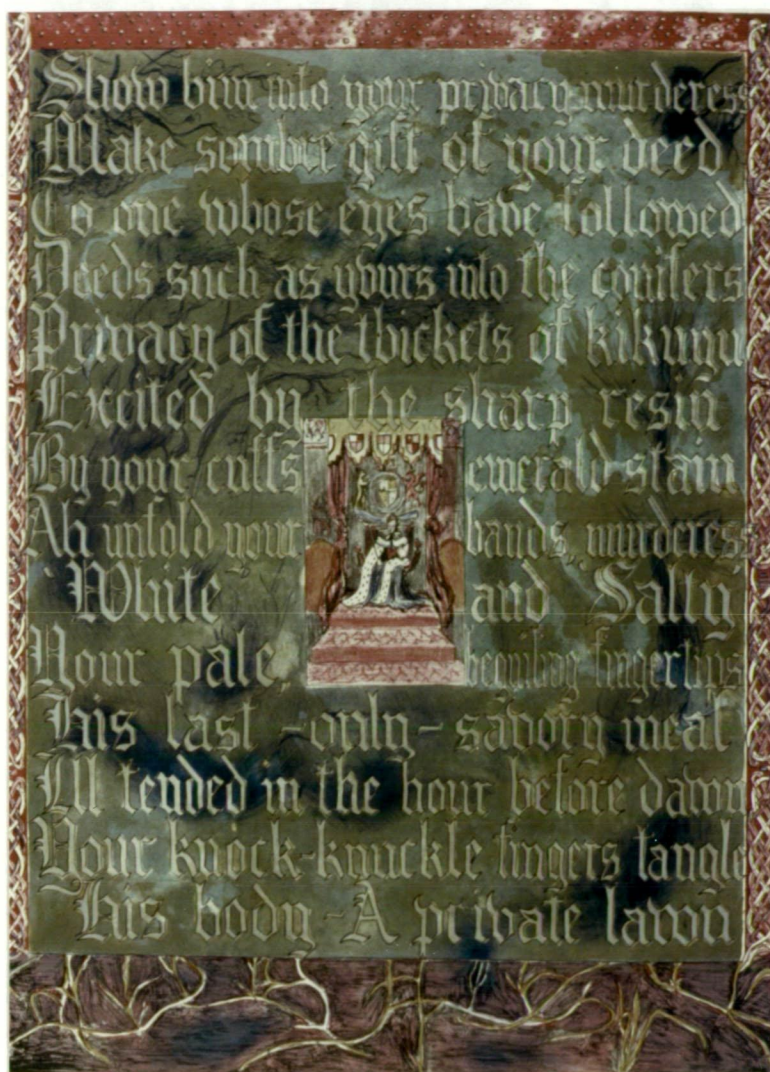 Show him into your privacy murderess
Make sombre gift of your deed
To one whose eyes have followed
Deeds such as yours into the conifers
Privacy of the thickets of kikuyu
Excited by the sharp resin
By your cuffs emerald stain
Ah unfold your hands, murderess
White and Salty
Your pale, becoming fingertips
His last -only- savory meal
Ill tended in the hour before dawn
Your knock-knuckle fingers tangle
His body - A private lawn